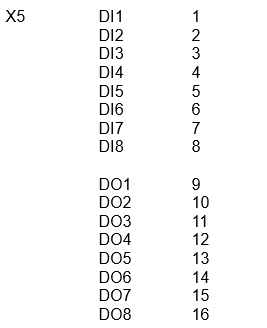 X5 DI1 1
DI2 2
DI3 3
DI4 4
DI5 5
DI6 6
DI7 7
DI8 8
DO1 9
DO2 10
DO3 11
DO4 12
DO5 13
DO6 14
DO7 15
DO8 16